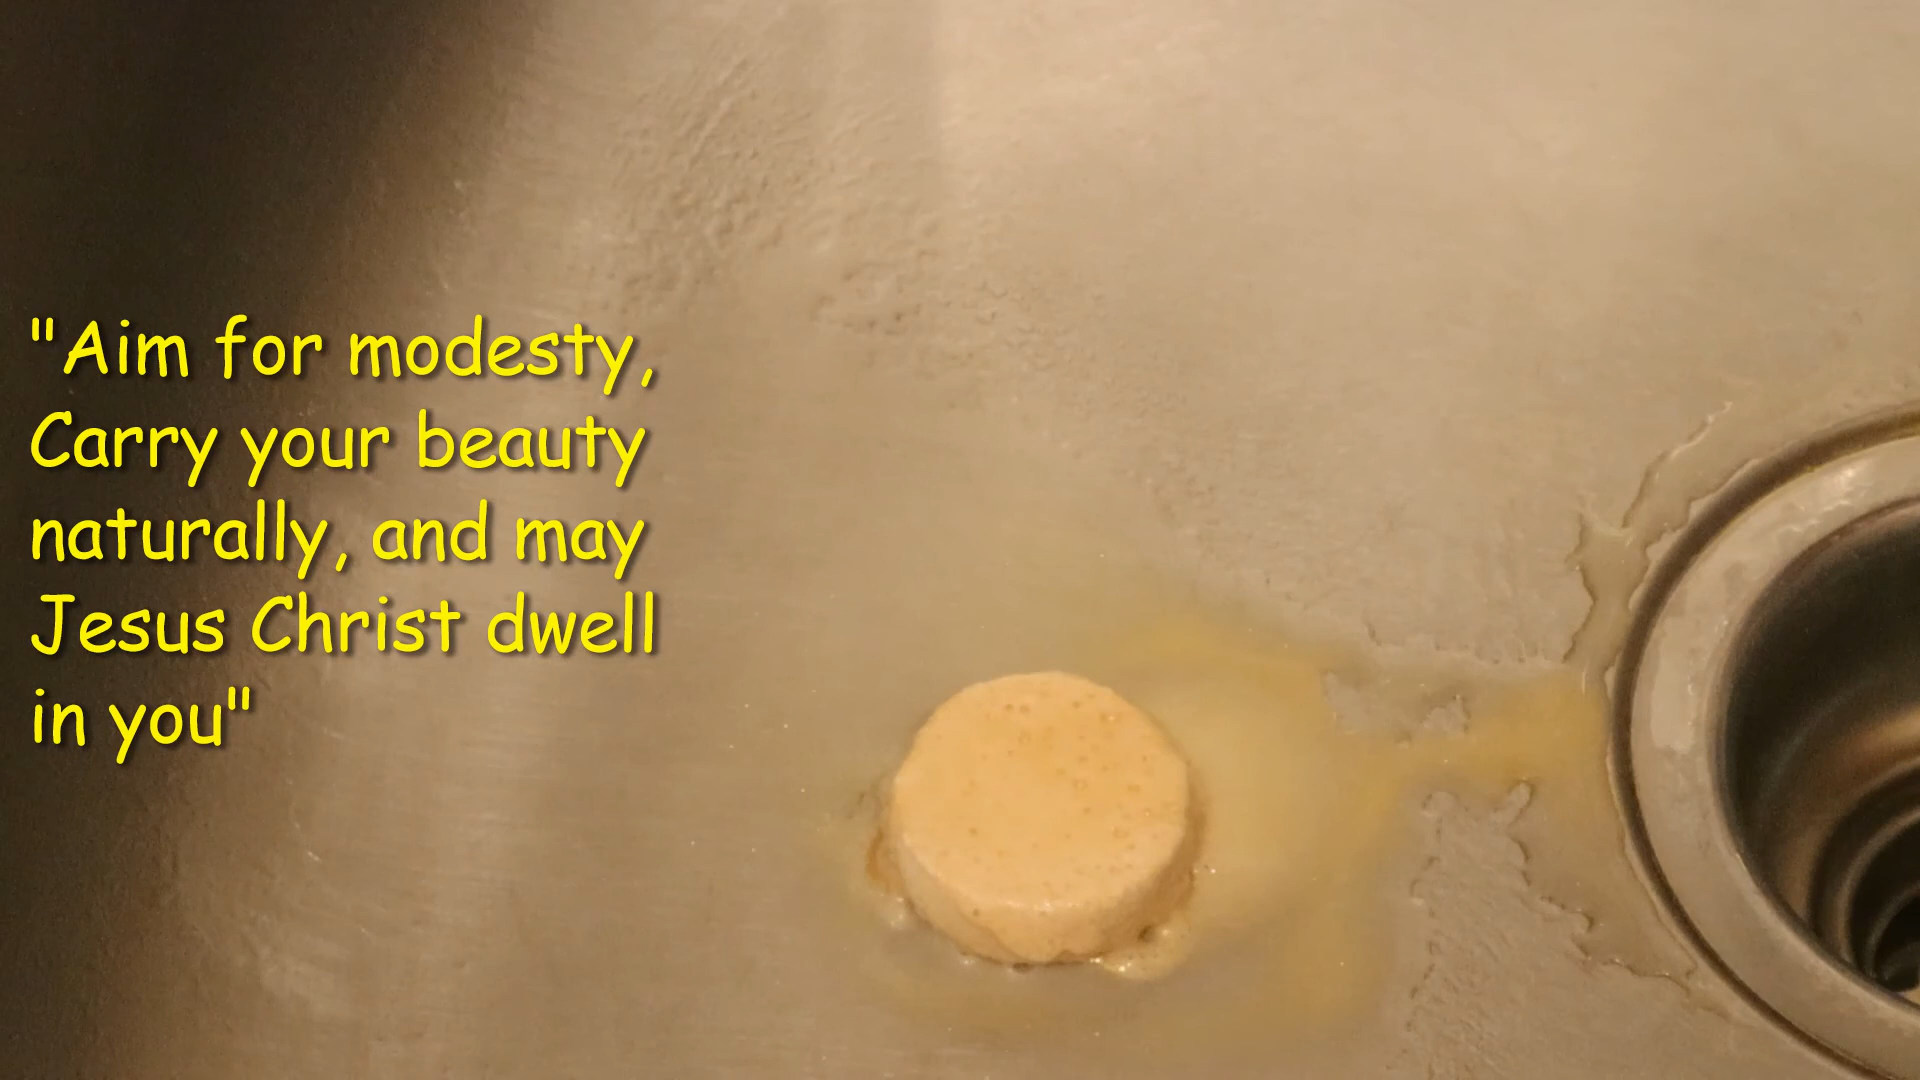 "Aim for modesty,
Carry your beauty
naturally, and may
Jesus Christ dwell
in you"